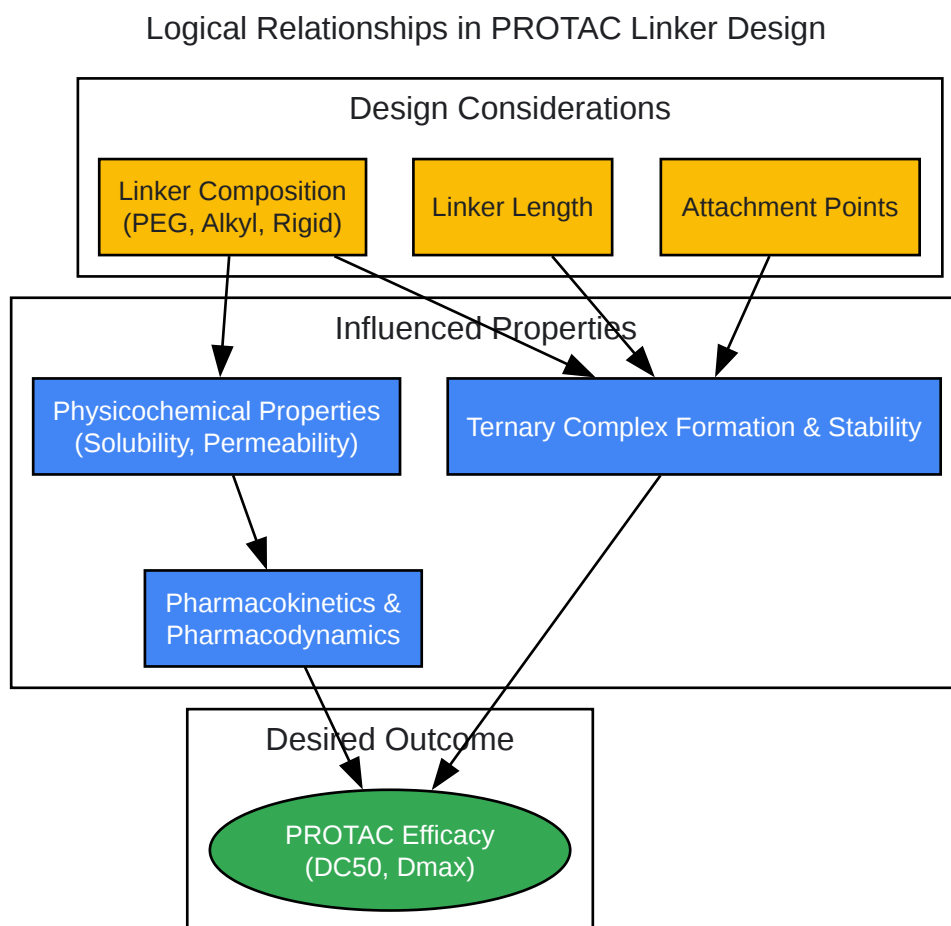 Logical Relationships in PROTAC Linker Design
Design Considerations
Linker Composition
(PEG, Alkyl, Rigid)
Linker Length
Attachment Points
Influenced Properties
Physicochemical Properties
(Solubility, Permeability)
Ternary Complex Formation & Stability
Pharmacokinetics &
Pharmacodynamics
Desired Outcome
PROTAC Efficacy
(DC50, Dmax)